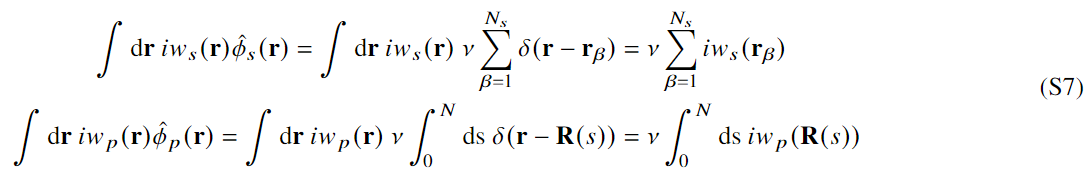 ∫ dr iw_s(r)ϕ̂_s(r) = ∫ dr iw_s(r) ν ∑_{β=1}^{N_s} δ(r − r_β) = ν ∑_{β=1}^{N_s} iw_s(r_β)
(S7)
∫ dr iw_p(r)ϕ̂_p(r) = ∫ dr iw_p(r) ν ∫_0^N ds δ(r − R(s)) = ν ∫_0^N ds iw_p(R(s))